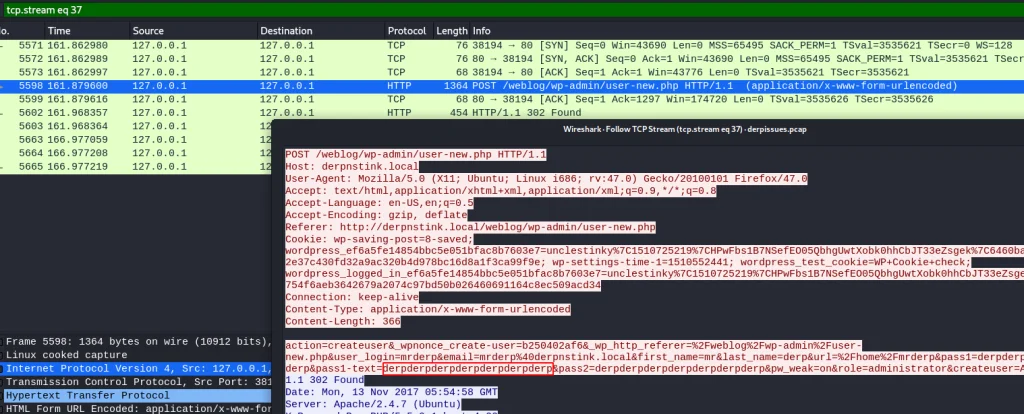 tcp.stream eq 37
o. Time Source Destination Protocol Length Info
5571 161.862980 127.0.0.1 127.0.0.1 TCP 76 38194 → 80 [SYN] Seq=0 Win=43690 Len=0 MSS=65495 SACK_PERM=1 TSval=3535621 TSecr=0 WS=128
5572 161.862989 127.0.0.1 127.0.0.1 TCP 76 80 → 38194 [SYN, ACK] Seq=0 Ack=1 Win=43690 Len=0 MSS=65495 SACK_PERM=1 TSval=3535621 TSecr
5573 161.862997 127.0.0.1 127.0.0.1 TCP 68 38194 → 80 [ACK] Seq=1 Ack=1 Win=43776 Len=0 TSval=3535621 TSecr=3535621
5598 161.879600 127.0.0.1 127.0.0.1 HTTP 1364 POST /weblog/wp-admin/user-new.php HTTP/1.1 (application/x-www-form-urlencoded)
5599 161.879616 127.0.0.1 127.0.0.1 TCP 68 80 → 38194 [ACK] Seq=1 Ack=1297 Win=174720 Len=0 TSval=3535626 TSecr=3535626
5602 161.968357 127.0.0.1 127.0.0.1 HTTP 454 HTTP/1.1 302 Found
5603 161.968364 127.0.0.1
5663 166.977059 127.0.0.1
5664 166.977208 127.0.0.1
5665 166.977219 127.0.0.1
Wireshark · Follow TCP Stream (tcp.stream eq 37) · derpissues.pcap
POST /weblog/wp-admin/user-new.php HTTP/1.1
Host: derpnstink.local
User-Agent: Mozilla/5.0 (X11; Ubuntu; Linux i686; rv:47.0) Gecko/20100101 Firefox/47.0
Accept: text/html,application/xhtml+xml,application/xml;q=0.9,*/*;q=0.8
Accept-Language: en-US,en;q=0.5
Accept-Encoding: gzip, deflate
Referer: http://derpnstink.local/weblog/wp-admin/user-new.php
Cookie: wp-saving-post=8-saved;
wordpress_ef6a5fe14854bbc5e051bfac8b7603e7=unclestinky%7C1510725219%7CHPwFbs1B7NSefEO05QbhgUwtXobk0hhCbJT33eZsgek%7C6460ba
2e37c430fd32a9ac320b4d978bc16d8a1f3ca99f9e; wp-settings-time-1=1510552441; wordpress_test_cookie=WP+Cookie+check;
wordpress_logged_in_ef6a5fe14854bbc5e051bfac8b7603e7=unclestinky%7C1510725219%7CHPwFbs1B7NSefEO05QbhgUwtXobk0hhCbJT33eZsge
754f6aeb3642679a2074c97bd50b026460691164c8ec509acd34
Connection: keep-alive
Content-Type: application/x-www-form-urlencoded
Content-Length: 366
action=createuser&_wpnonce_create-user=b250402af6&_wp_http_referer=%2Fweblog%2Fwp-admin%2Fuser-
new.php&user_login=mrderp&email=mrderp%40derpnstink.local&first_name=mr&last_name=derp&url=%2Fhome%2Fmrderp&pass1=derpderp
derp&pass1-text=derpderpderpderpderpderpderp&pass2=derpderpderpderpderpderpderp&pw_weak=on&role=administrator&createuser=A
1.1 302 Found
Date: Mon, 13 Nov 2017 05:54:58 GMT
Server: Apache/2.4.7 (Ubuntu)
Frame 5598: 1364 bytes on wire (10912 bits),
Linux cooked capture
Internet Protocol Version 4, Src: 127.0.0.1,
Transmission Control Protocol, Src Port: 381
Hypertext Transfer Protocol
HTML Form URL Encoded: application/x-www-for